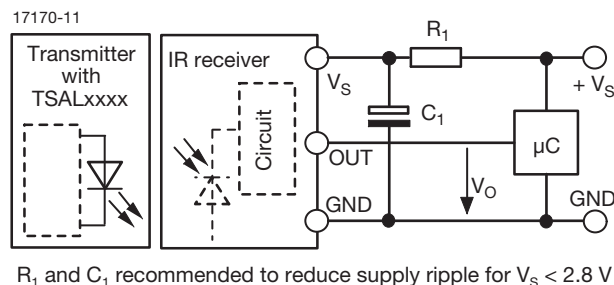 17170-11
Transmitter
with
TSALxxxx
IR receiver
Circuit
VS
OUT
GND
R1
C1
VO
µC
+ VS
GND
R1 and C1 recommended to reduce supply ripple for VS < 2.8 V